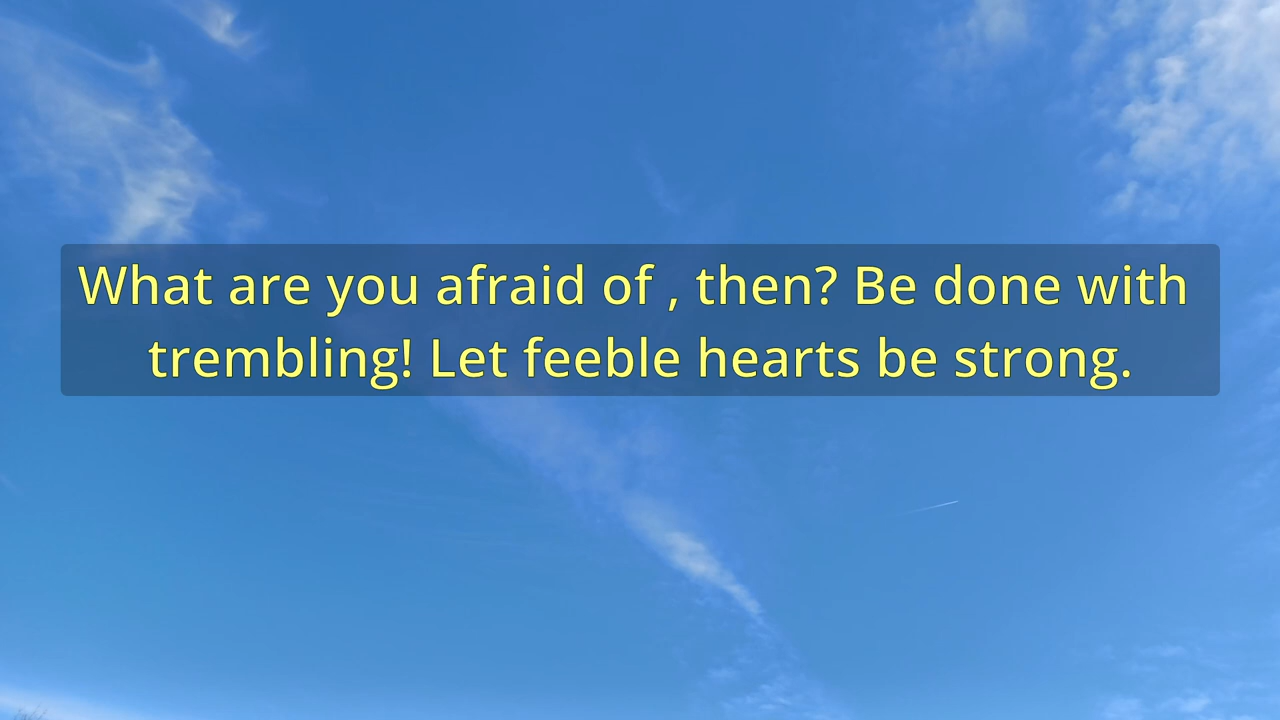 What are you afraid of , then? Be done with
trembling! Let feeble hearts be strong.